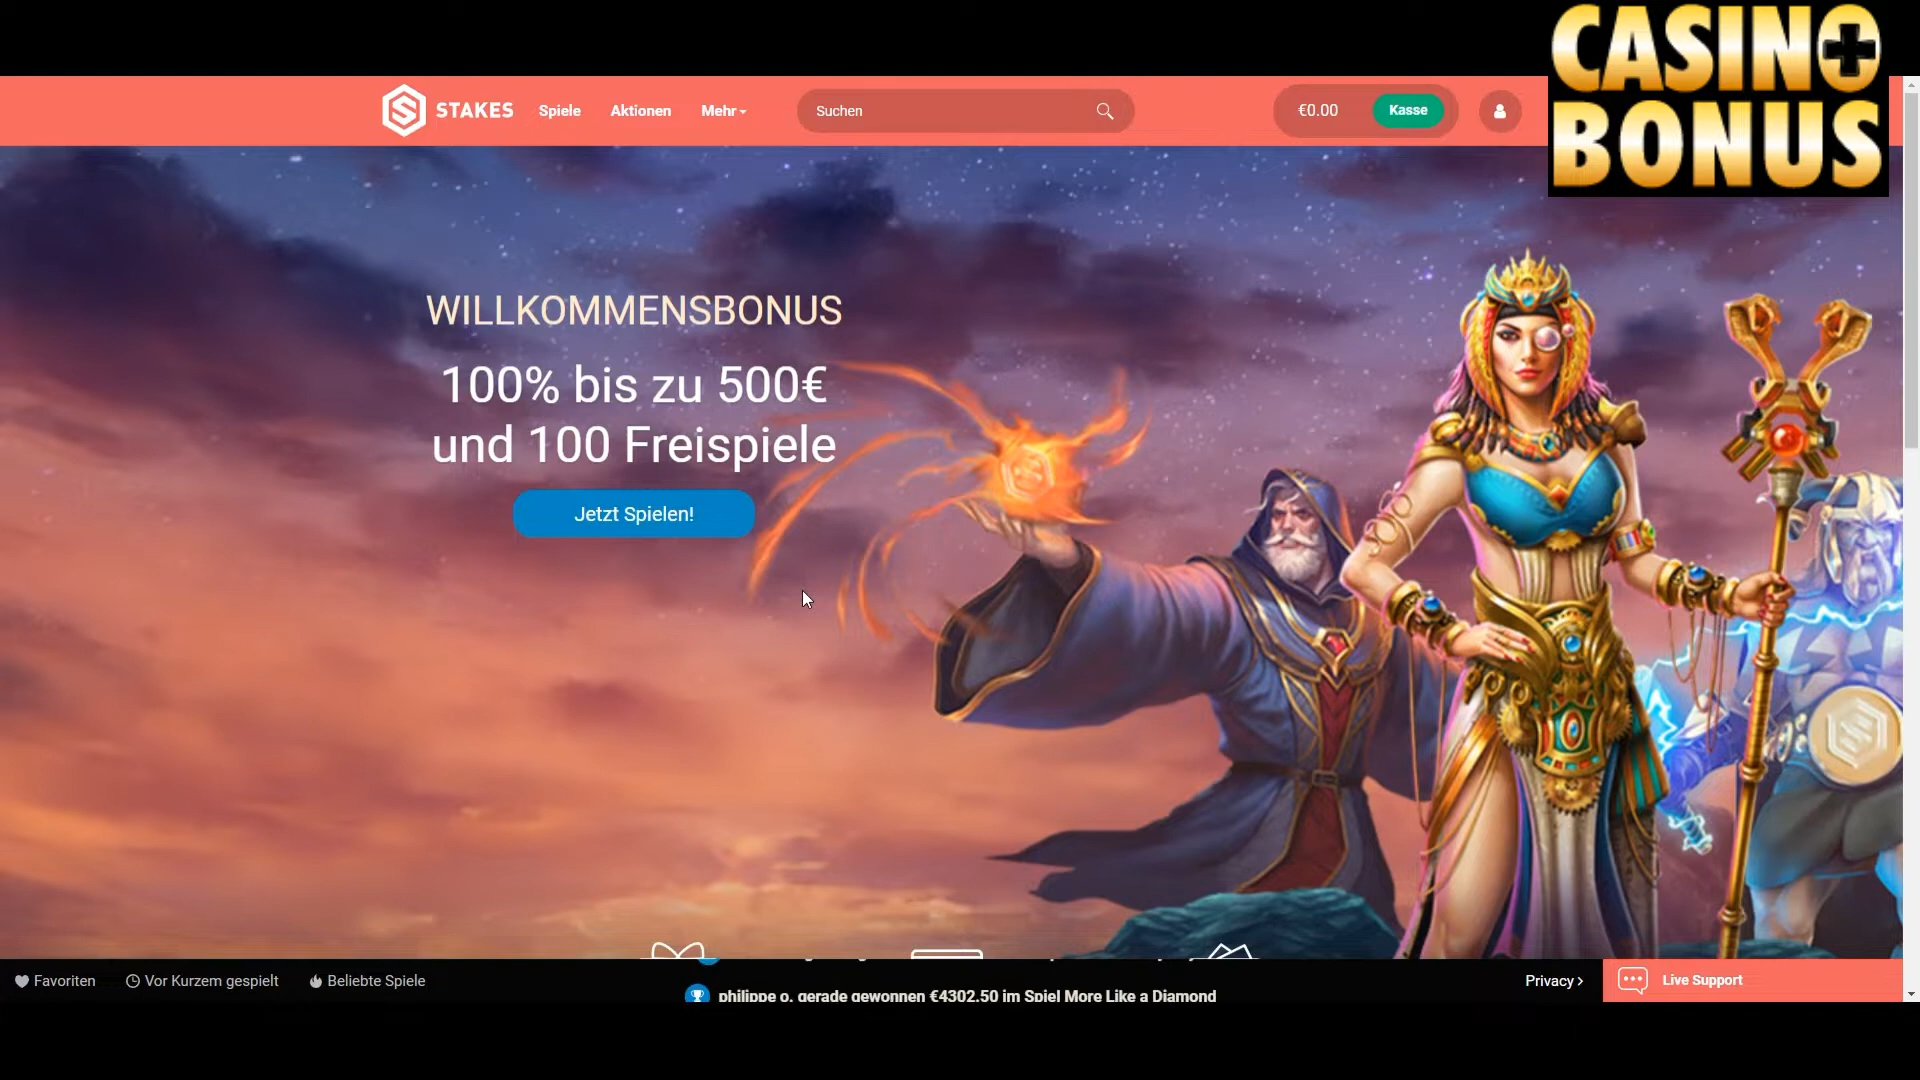 CASINO
BONUS
STAKES
Spiele
Aktionen
Mehr
Suchen
€0.00
Kasse
WILLKOMMENSBONUS
100% bis zu 500€
und 100 Freispiele
Jetzt Spielen!
Favoriten
Vor Kurzem gespielt
Beliebte Spiele
philippe o. gerade gewonnen €4302.50 im Spiel More Like a Diamond
Privacy >
Live Support